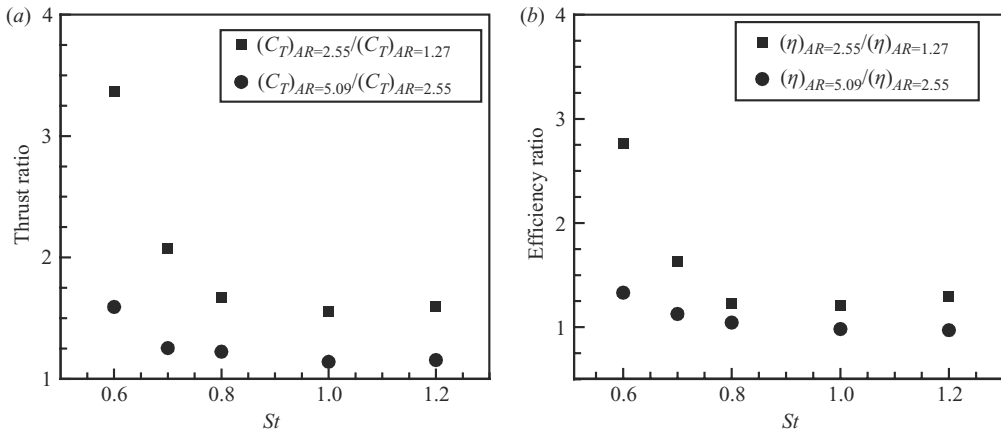 (a)
4
3
2
1
Thrust ratio
(C_T)_{AR=2.55}/(C_T)_{AR=1.27}
(C_T)_{AR=5.09}/(C_T)_{AR=2.55}
0.6 0.7 0.8 1.0 1.2
St
(b)
4
3
2
1
Efficiency ratio
(η)_{AR=2.55}/(η)_{AR=1.27}
(η)_{AR=5.09}/(η)_{AR=2.55}
0.6 0.8 1.0 1.2
St